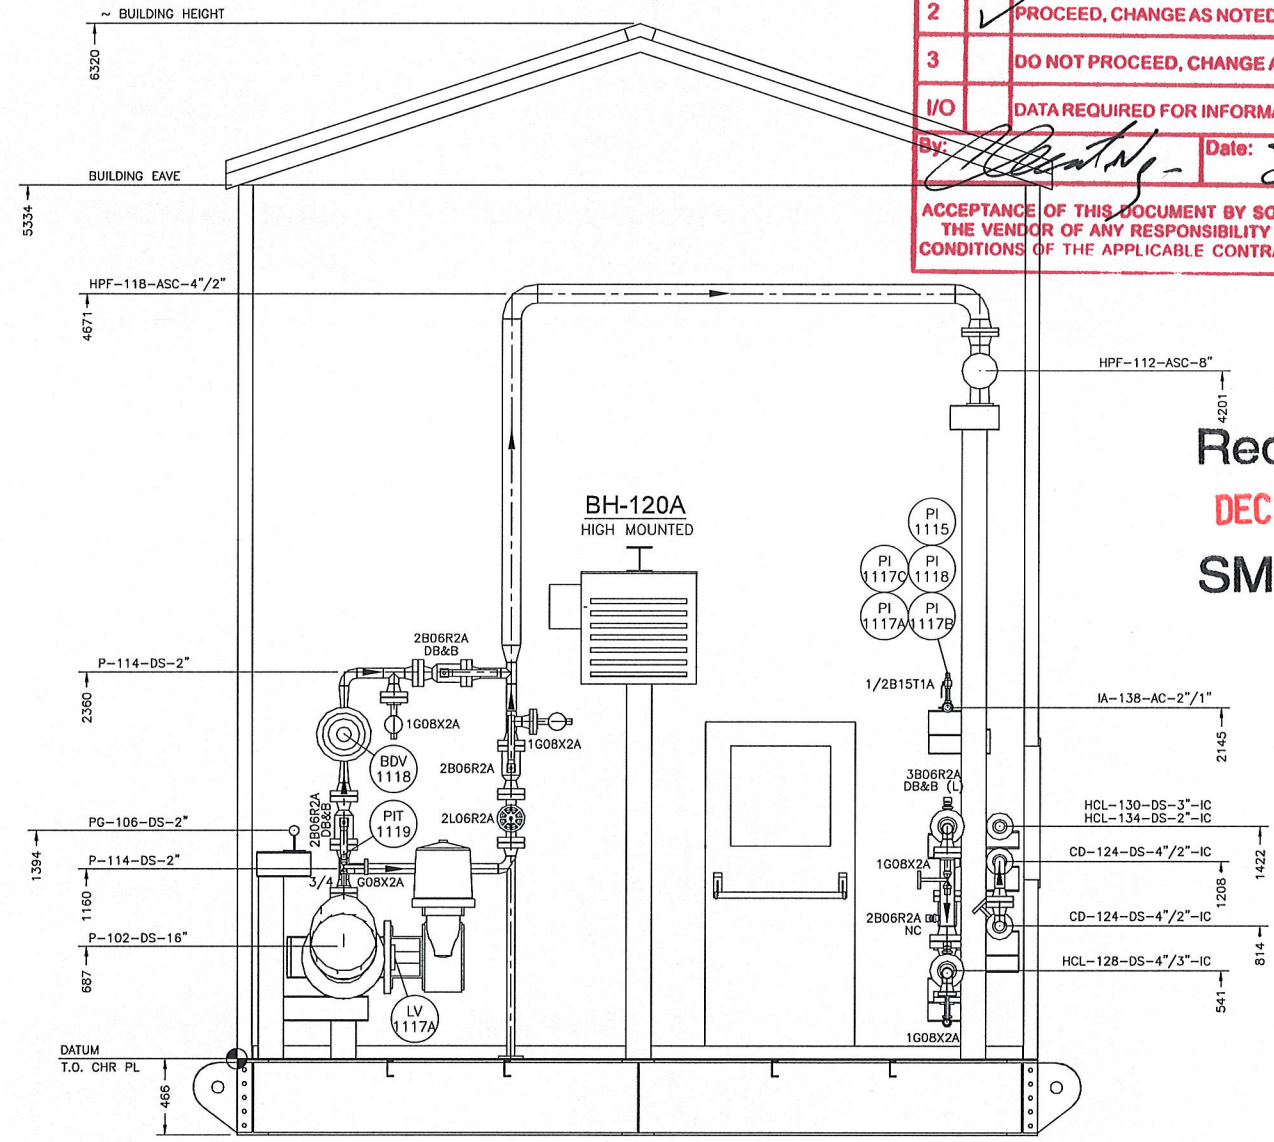 ~ BUILDING HEIGHT
6320
BUILDING EAVE
5334
HPF-118-ASC-4"/2"
4671
2 PROCEED, CHANGE AS NOTED
3 DO NOT PROCEED, CHANGE
I/O DATA REQUIRED FOR
By:
Date:
ACCEPTANCE OF THIS DOCUMENT BY
THE VENDOR OF ANY RESPONSIBILITY
CONDITIONS OF THE APPLICABLE
HPF-112-ASC-8"
4201
DEC
SM
BH-120A
HIGH MOUNTED
PI 1115
PI 1117C
PI 1118
PI 1117A
PI 1117B
1/2B15T1A
IA-138-AC-2"/1"
2145
P-114-DS-2"
2360
2B06R2A
DB&B
1G08X2A
1G08X2A
BDV 1118
2B06R2A
2B06R2A
DB&B
PIT 1119
2L06R2A
PG-106-DS-2"
1394
P-114-DS-2"
1160
3/4
G08X2A
P-102-DS-16"
687
LV 1117A
3B06R2A
DB&B (L)
1G08X2A
2B06R2A
NC
1G08X2A
HCL-130-DS-3"-IC
HCL-134-DS-2"-IC
1422
CD-124-DS-4"/2"-IC
1208
CD-124-DS-4"/2"-IC
814
HCL-128-DS-4"/3"-IC
541
DATUM
T.O. CHR PL
466